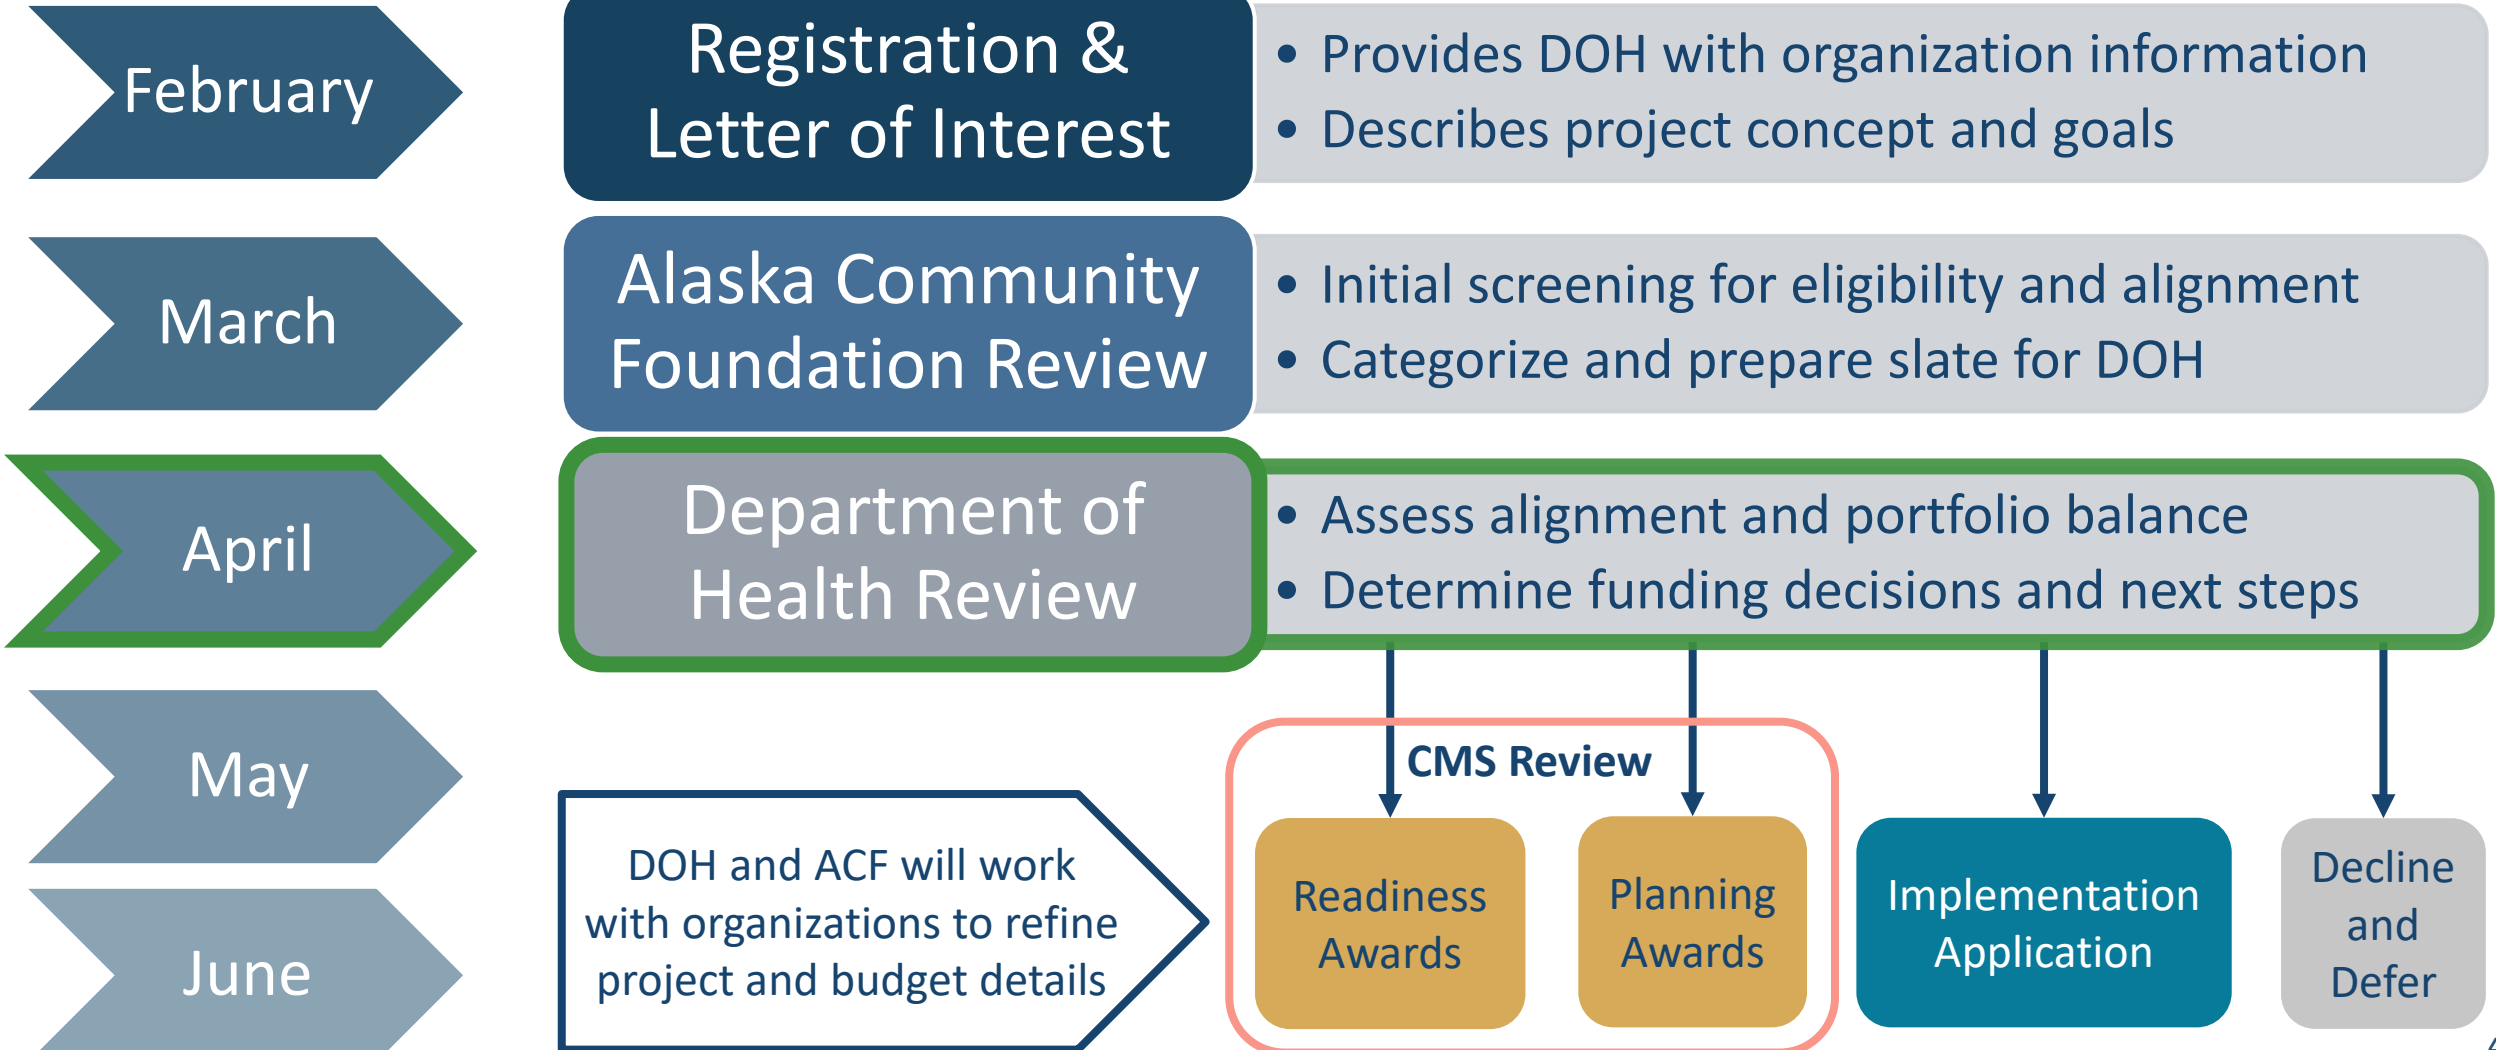 February
Registration &
Letter of Interest
• Provides DOH with organization information
• Describes project concept and goals
March
Alaska Community
Foundation Review
• Initial screening for eligibility and alignment
• Categorize and prepare slate for DOH
April
Department of
Health Review
• Assess alignment and portfolio balance
• Determine funding decisions and next steps
May
June
DOH and ACF will work
with organizations to refine
project and budget details
CMS Review
Readiness
Awards
Planning
Awards
Implementation
Application
Decline
and
Defer